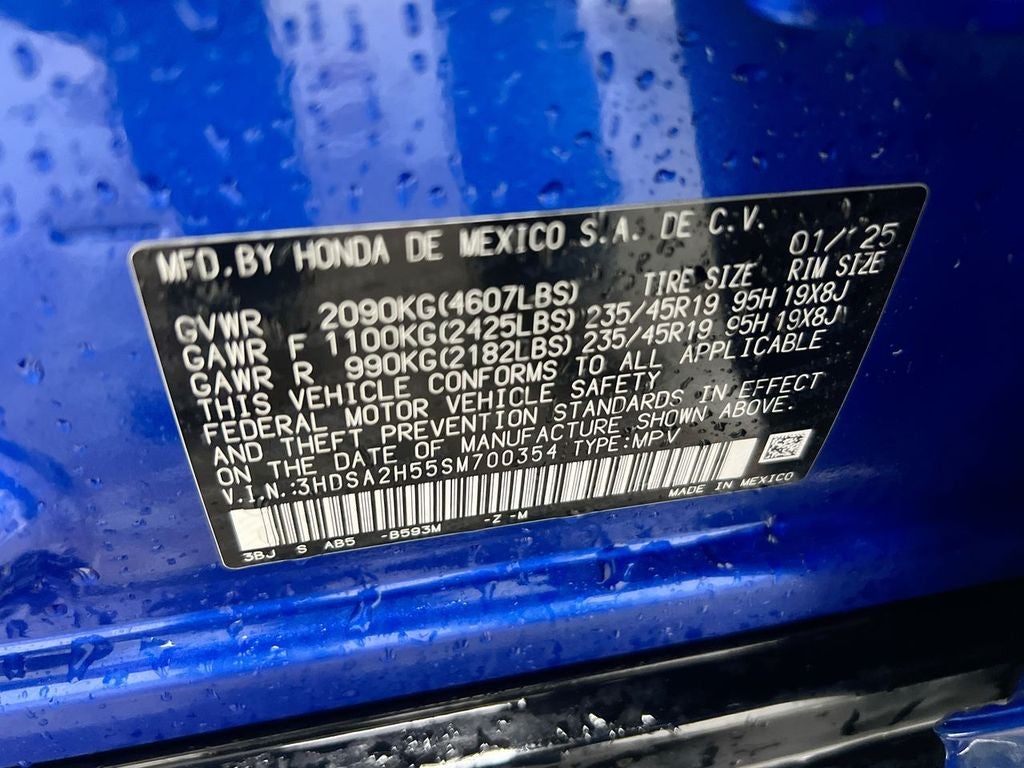 MFD. BY HONDA DE MEXICO S.A. DE C.V. 01/'25
TIRE SIZE RIM SIZE
GVWR 2090KG(4607LBS)
GAWR F 1100KG(2425LBS) 235/45R19 95H 19X8J
GAWR R 990KG(2182LBS) 235/45R19 95H 19X8J
THIS VEHICLE CONFORMS TO ALL APPLICABLE
FEDERAL MOTOR VEHICLE SAFETY
AND THEFT PREVENTION STANDARDS IN EFFECT
ON THE DATE OF MANUFACTURE SHOWN ABOVE.
V.I.N.:3HDSA2H55SM700354 TYPE:MPV
MADE IN MEXICO
3BJ S AB5 -B593M -Z -M